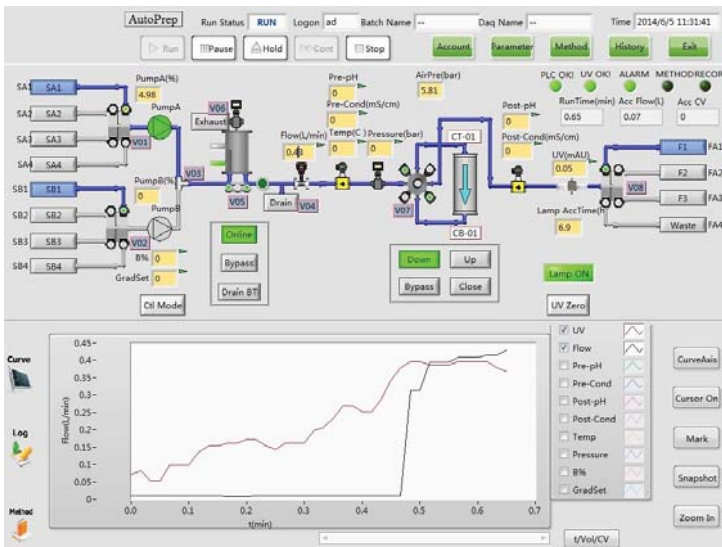 AutoPrep Run Status RUN Logon ad Batch Name -- Daq Name -- Time 2014/6/5 11:31:41
Run Pause Hold Cont Stop Account Parameter Method History Exit
PumpA(%)
4.98
PumpA
SA1 SA1
SA2 SA2
SA3 SA3
SA4 SA4
V01
PumpB(%)
0
PumpB
SB1 SB1
SB2 SB2
SB3 SB3
SB4 SB4
V02
B% 0
GradSet 0
Ctl Mode
V03
V06
Exhaust
V05
Online
Bypass
Drain BT
Drain
V04
Flow(L/min)
Pre-pH
0
Pre-Cond(mS/cm)
0
Temp(C)
0
Pressure(bar)
0
AirPre(bar)
5.81
V07
CT-01
CB-01
Down Up
Bypass Close
Post-pH
0
Post-Cond(mS/cm)
0
PLC OK! UV OK! ALARM METHOD RECOR
RunTime(min) Acc Flow(L) Acc CV
0.65 0.07 0
UV(mAU)
0.05
Lamp AccTime(h
6.9
Lamp ON
UV Zero
V08
F1 FA1
F2 FA2
F3 FA3
Waste FA4
Curve
Log
Method
Flow(L/min)
0.45-
0.4-
0.35-
0.3-
0.25-
0.2-
0.15-
0.1-
0.05-
0-
0.0 0.1 0.2 0.3 0.4 0.5 0.6 0.7
t(min)
UV
Flow
Pre-pH
Pre-Cond
Post-pH
Post-Cond
Temp
Pressure
B%
GradSet
t/Vol/CV
CurveAxis
Cursor On
Mark
Snapshot
Zoom In